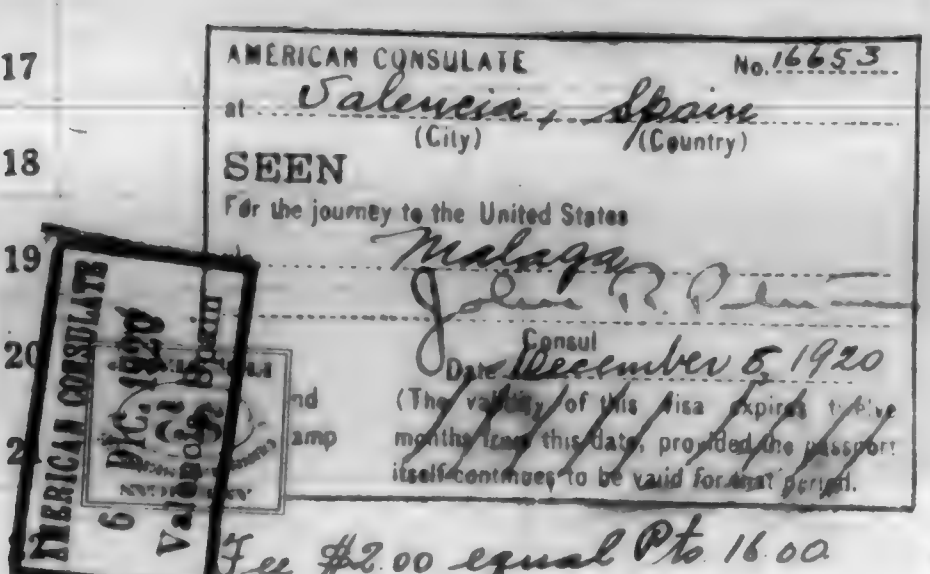 17
18
19
20
AMERICAN CONSULATE No. 16653
at Valencia, Spain
(City) (Country)
SEEN
For the journey to the United States
Malaga
John R.
Consul
Date December 1920
(The validity of this visa expires twelve
months from this date, provided the passport
itself continues to be valid for that period.
Fee $2.00 equal Pts. 16.00
AMERICAN CONSULATE
6 DIC. 1920
Valencia Spain